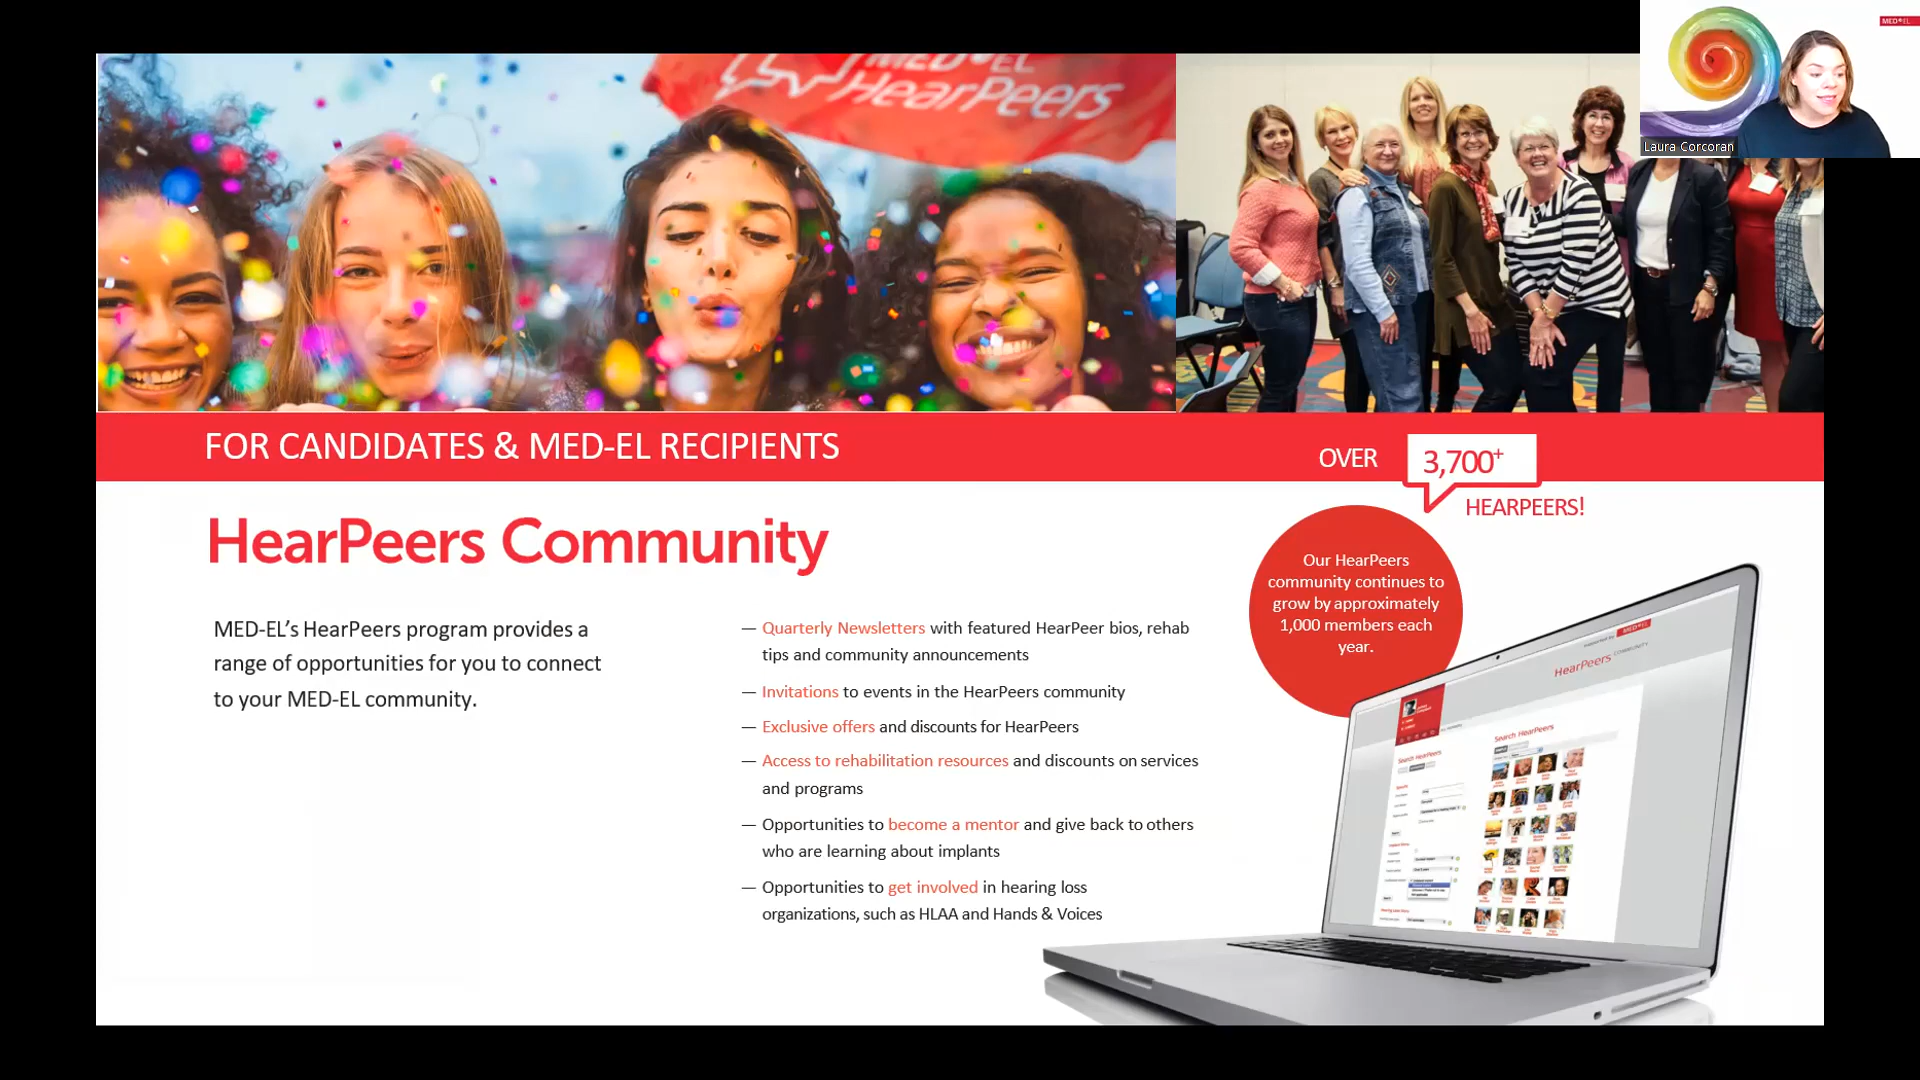 MED-EL
HearPeers
MED-EL
Laura Corcoran
FOR CANDIDATES & MED-EL RECIPIENTS
OVER
3,700+
HEARPEERS!
HearPeers Community
Our HearPeers
community continues to
grow by approximately
1,000 members each
year.
MED-EL’s HearPeers program provides a
range of opportunities for you to connect
to your MED-EL community.
— Quarterly Newsletters with featured HearPeer bios, rehab
tips and community announcements
— Invitations to events in the HearPeers community
— Exclusive offers and discounts for HearPeers
— Access to rehabilitation resources and discounts on services
and programs
— Opportunities to become a mentor and give back to others
who are learning about implants
— Opportunities to get involved in hearing loss
organizations, such as HLAA and Hands & Voices
MED-EL
HearPeers COMMUNITY
Search HearPeers
Search HearPeers